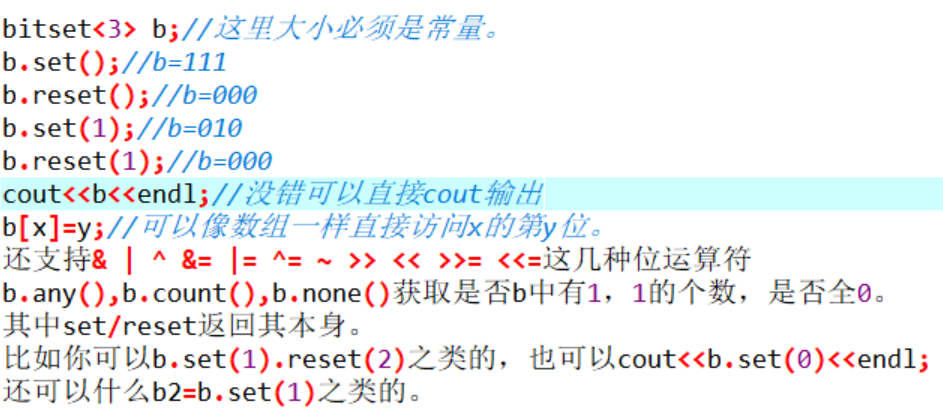 bitset<3> b;//这里大小必须是常量。
b.set();//b=111
b.reset();//b=000
b.set(1);//b=010
b.reset(1);//b=000
cout<<b<<endl;//没错可以直接cout输出
b[x]=y;//可以像数组一样直接访问x的第y位。
还支持& | ^ &= |= ^= ~ >> << >>= <<=这几种位运算符
b.any(),b.count(),b.none()获取是否b中有1，1的个数，是否全0。
其中set/reset返回其本身。
比如你可以b.set(1).reset(2)之类的，也可以cout<<b.set(0)<<endl;
还可以什么b2=b.set(1)之类的。